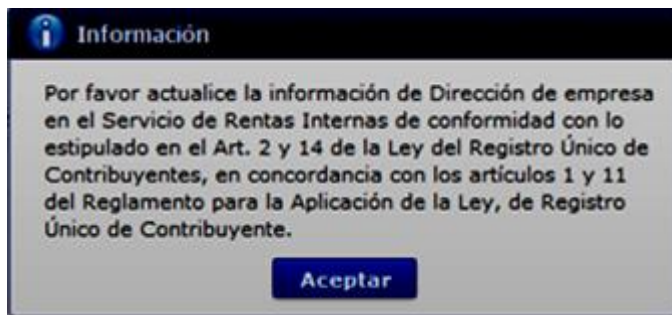 Información
Por favor actualice la información de Dirección de empresa
en el Servicio de Rentas Internas de conformidad con lo
estipulado en el Art. 2 y 14 de la Ley del Registro Único de
Contribuyentes, en concordancia con los artículos 1 y 11
del Reglamento para la Aplicación de la Ley, de Registro
Único de Contribuyente.
Aceptar